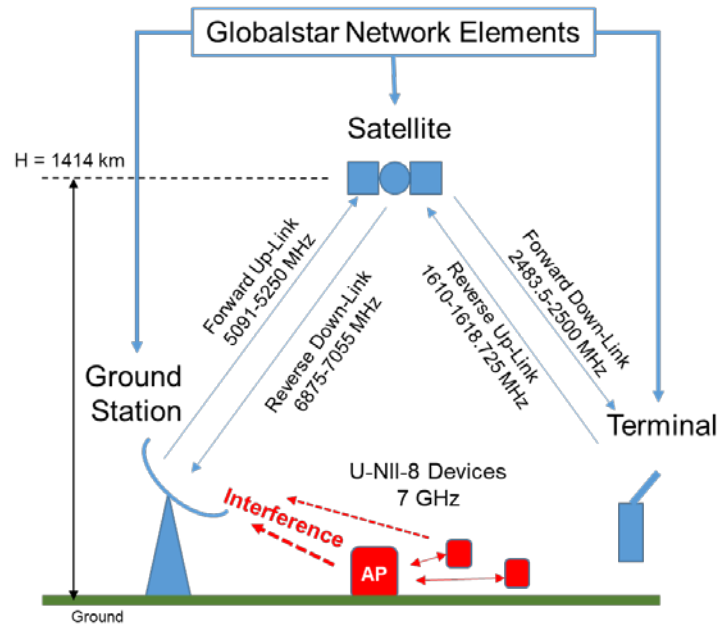 Globalstar Network Elements
Satellite
H = 1414 km
Forward Up-Link
5091-5250 MHz
Reverse Down-Link
6875-7055 MHz
Reverse Up-Link
1610-1618.725 MHz
Forward Down-Link
2483.5-2500 MHz
Ground
Station
Terminal
U-NII-8 Devices
7 GHz
Interference
AP
Ground